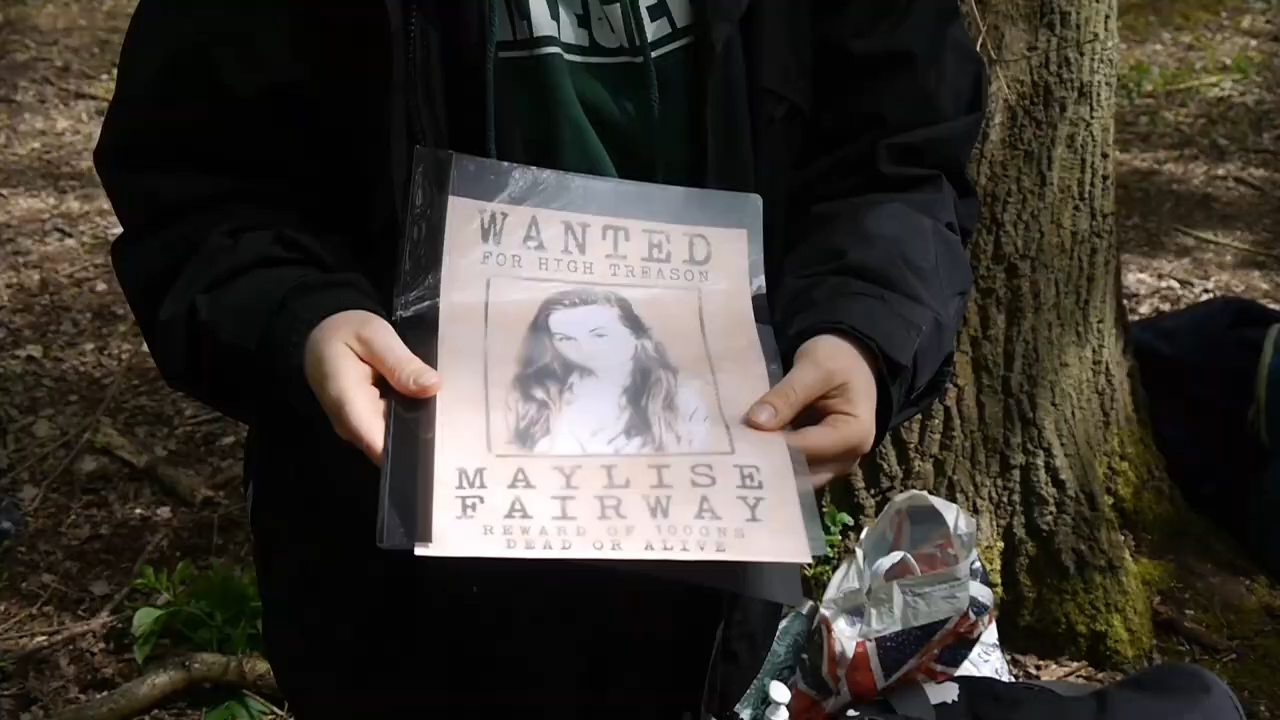 WANTED
FOR HIGH TREASON
MAYLISE
FAIRWAY
REWARD OF 1000NS
DEAD OR ALIVE